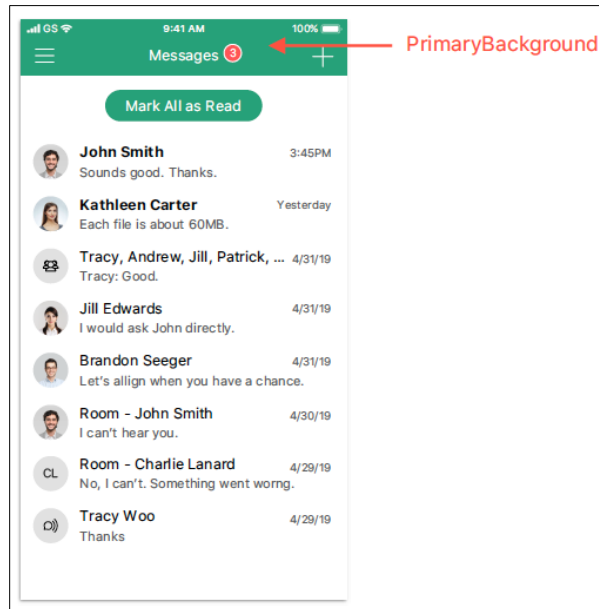 GS 9:41 AM 100%
Messages 3
PrimaryBackground
Mark All as Read
John Smith 3:45PM
Sounds good. Thanks.
Kathleen Carter Yesterday
Each file is about 60MB.
Tracy, Andrew, Jill, Patrick, ... 4/31/19
Tracy: Good.
Jill Edwards 4/31/19
I would ask John directly.
Brandon Seeger 4/31/19
Let's allign when you have a chance.
Room - John Smith 4/30/19
I can't hear you.
CL Room - Charlie Lanard 4/29/19
No, I can't. Something went worng.
Tracy Woo 4/29/19
Thanks